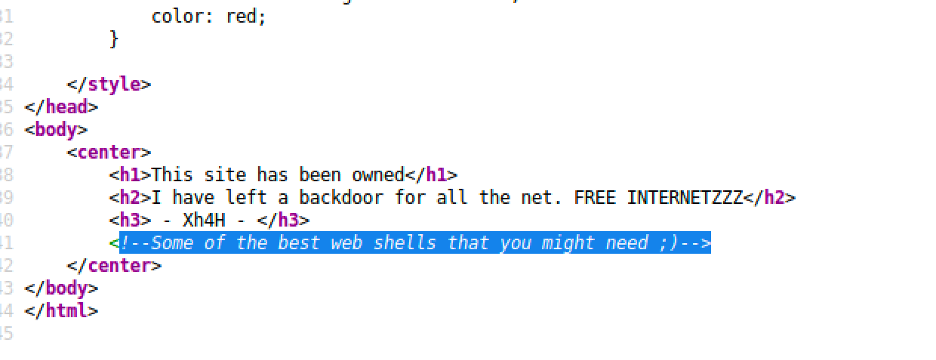 31 color: red;
32 }
33
34 </style>
35 </head>
36 <body>
37 <center>
38 <h1>This site has been owned</h1>
39 <h2>I have left a backdoor for all the net. FREE INTERNETZZZ</h2>
40 <h3> - Xh4H - </h3>
41 <!--Some of the best web shells that you might need ;)-->
42 </center>
43 </body>
44 </html>
45